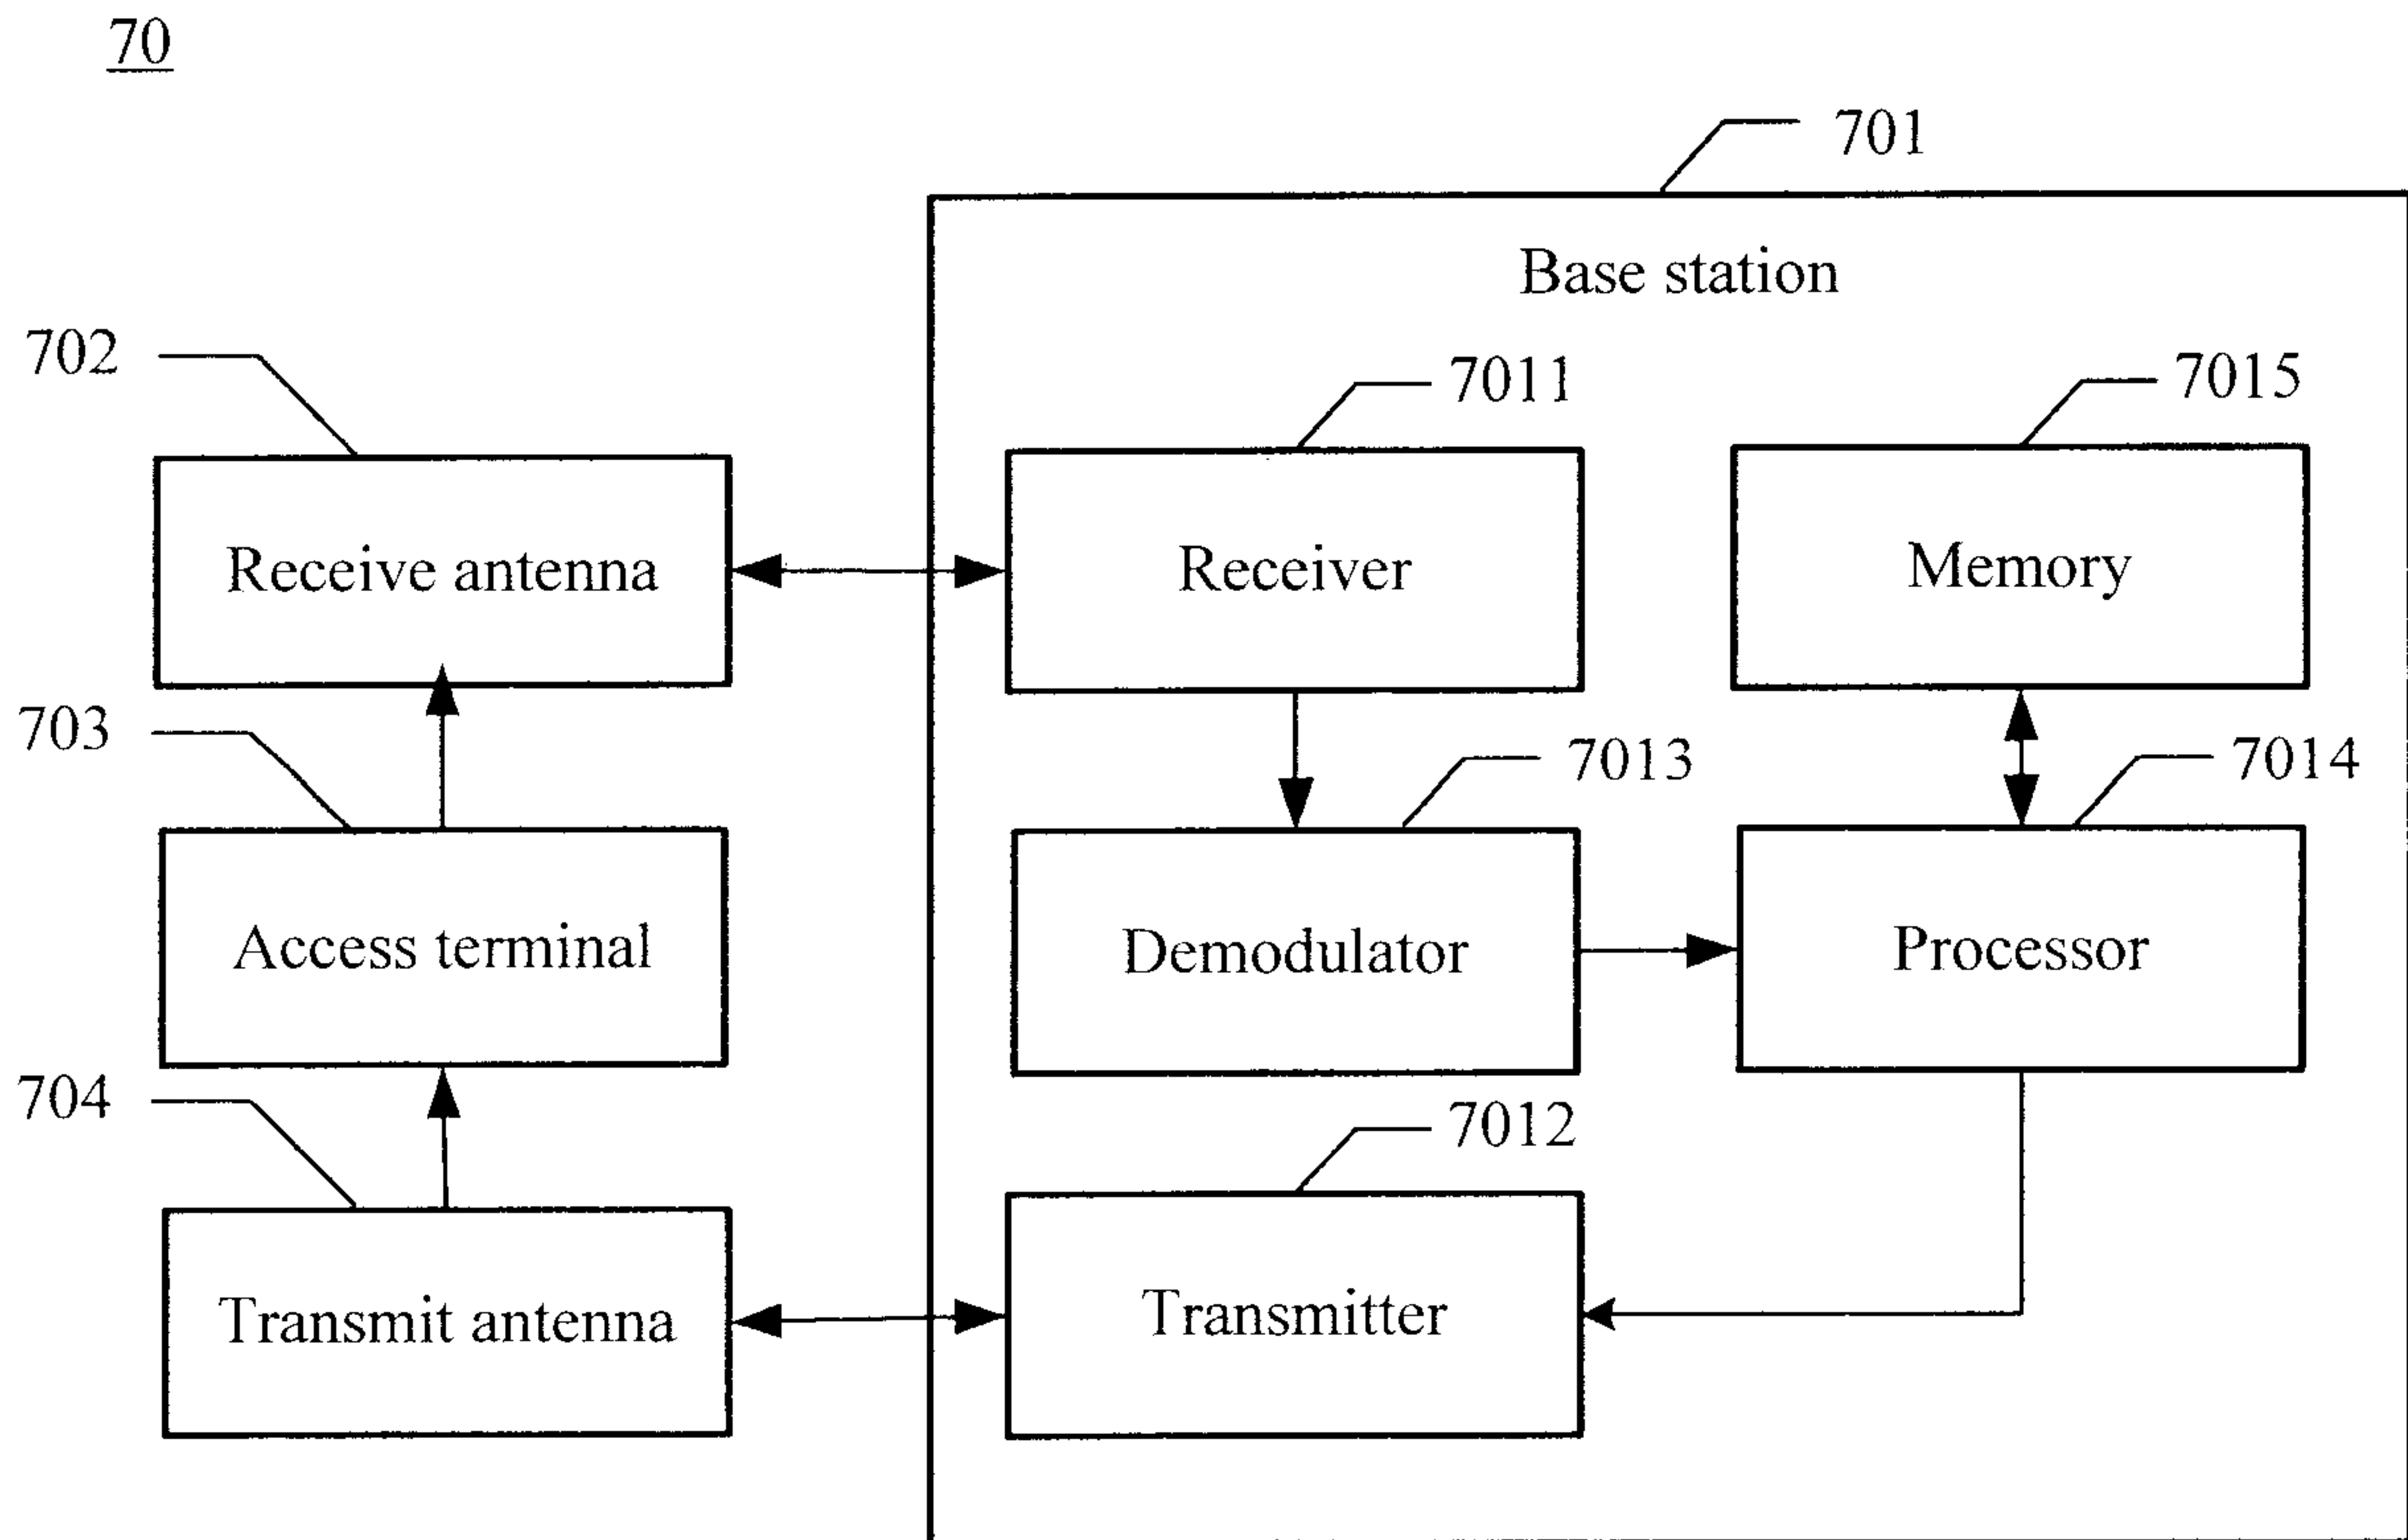 70
701
Base station
702
7011
7015
Receive antenna
Receiver
Memory
703
7013
7014
Access terminal
Demodulator
Processor
704
7012
Transmit antenna
Transmitter